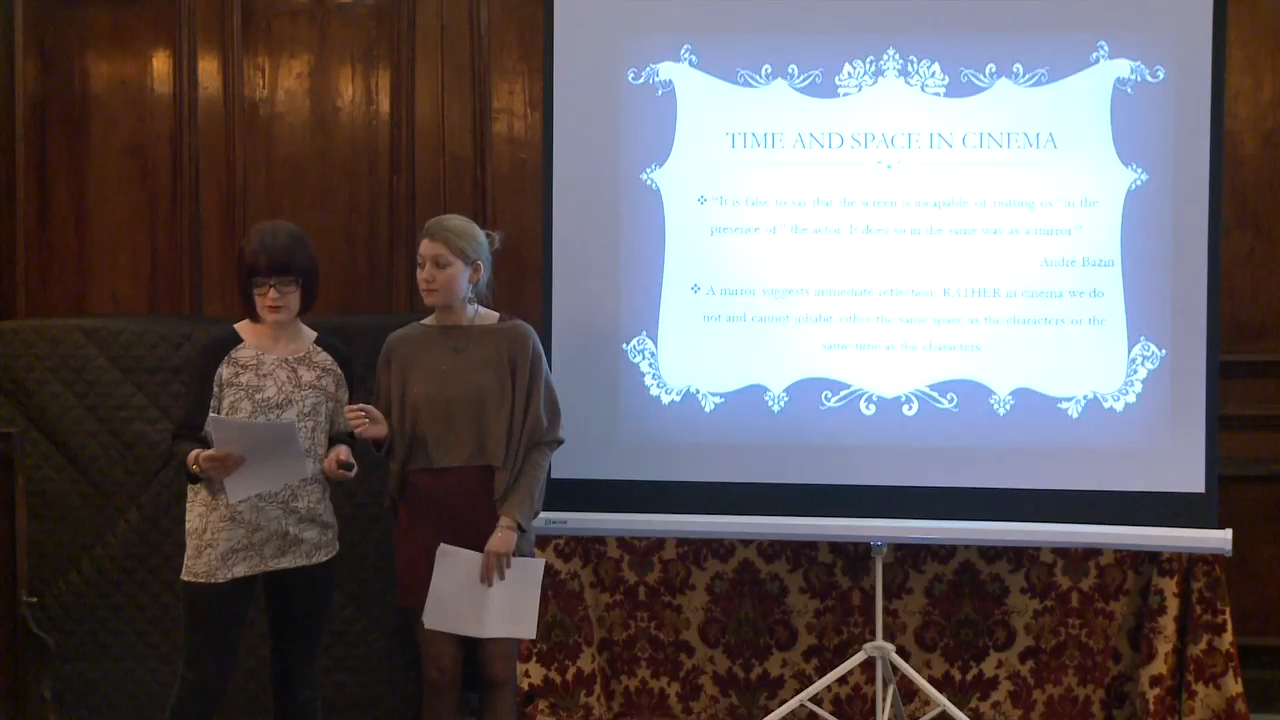 TIME AND SPACE IN CINEMA
❖ "It is false to say that the screen is incapable of putting us "in the
presence of" the actor. It does so in the same way as a mirror."
André Bazin
❖ A mirror suggests immediate reflection, RATHER in cinema we do
not and cannot inhabit either the same space as the characters or the
same time as the characters